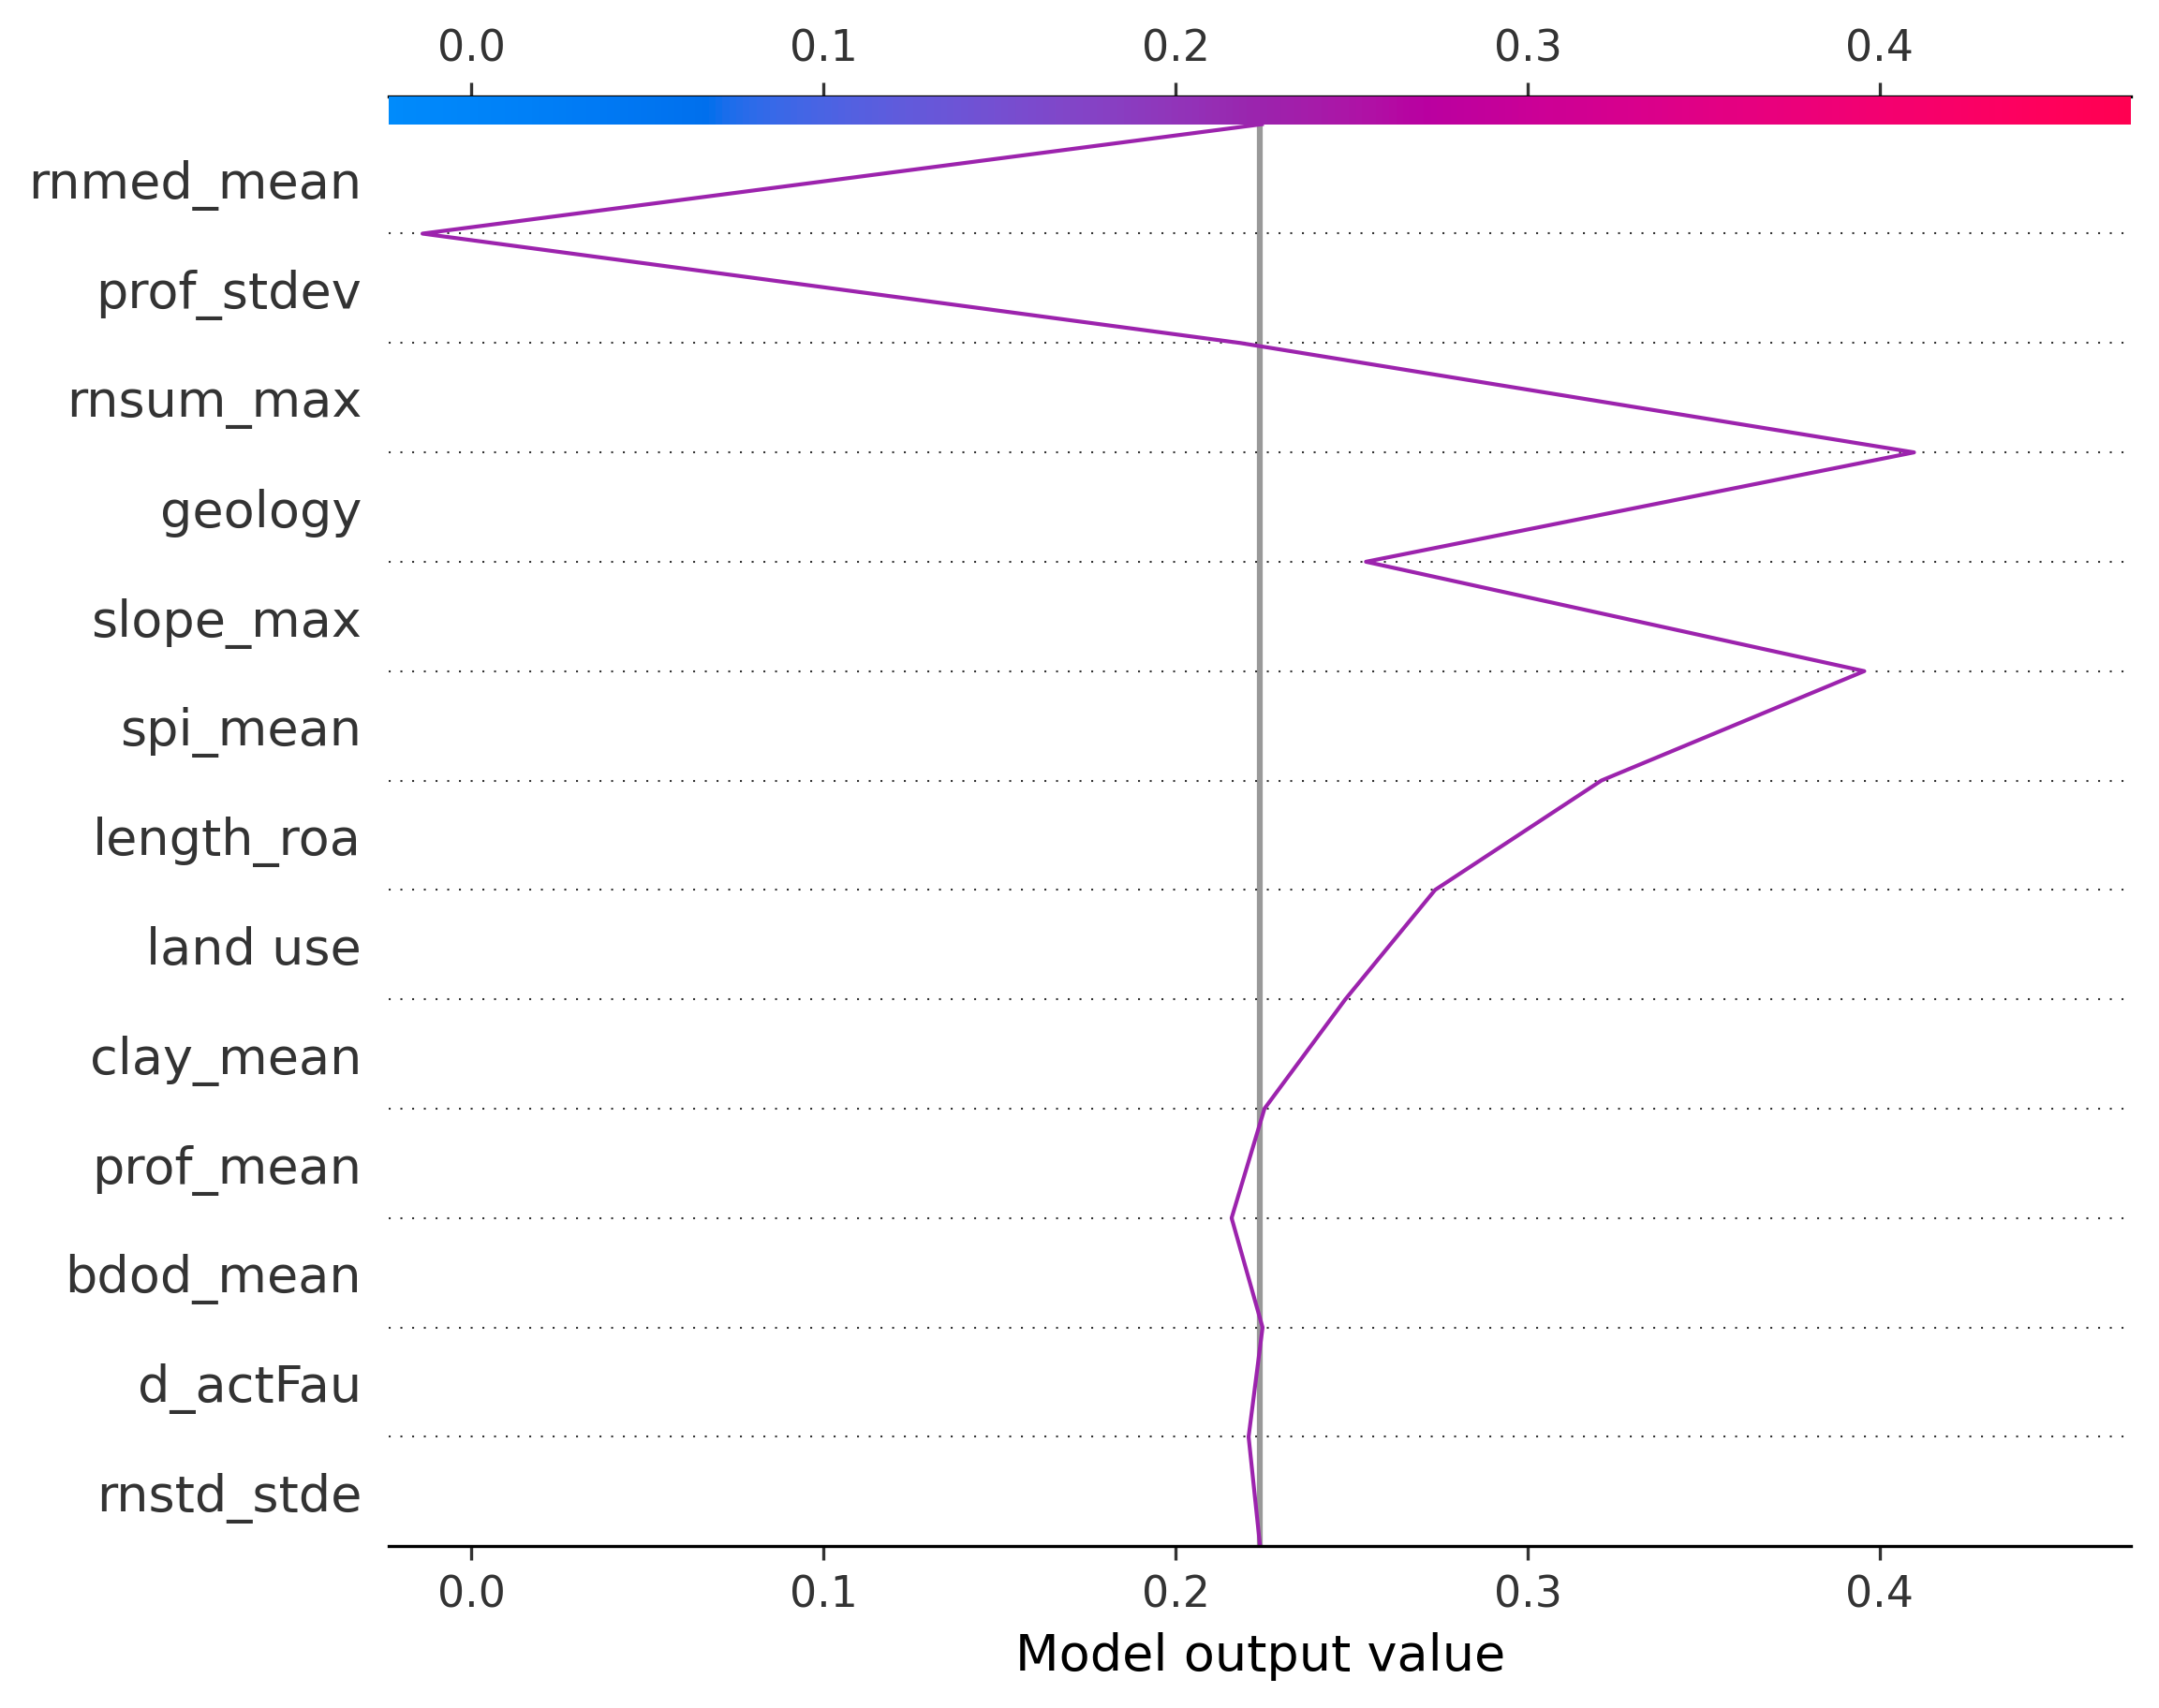 0.0 0.1 0.2 0.3 0.4
rnmed_mean
prof_stdev
rnsum_max
geology
slope_max
spi_mean
length_roa
land use
clay_mean
prof_mean
bdod_mean
d_actFau
rnstd_stde
0.0 0.1 0.2 0.3 0.4
Model output value